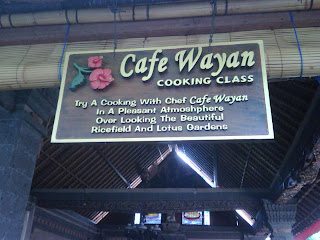 Cafe Wayan
COOKING CLASS
Try A Cooking With Chef Cafe Wayan
In A Pleasant Atmoshphere
Over Looking The Beautiful
Ricefield And Lotus Gardens